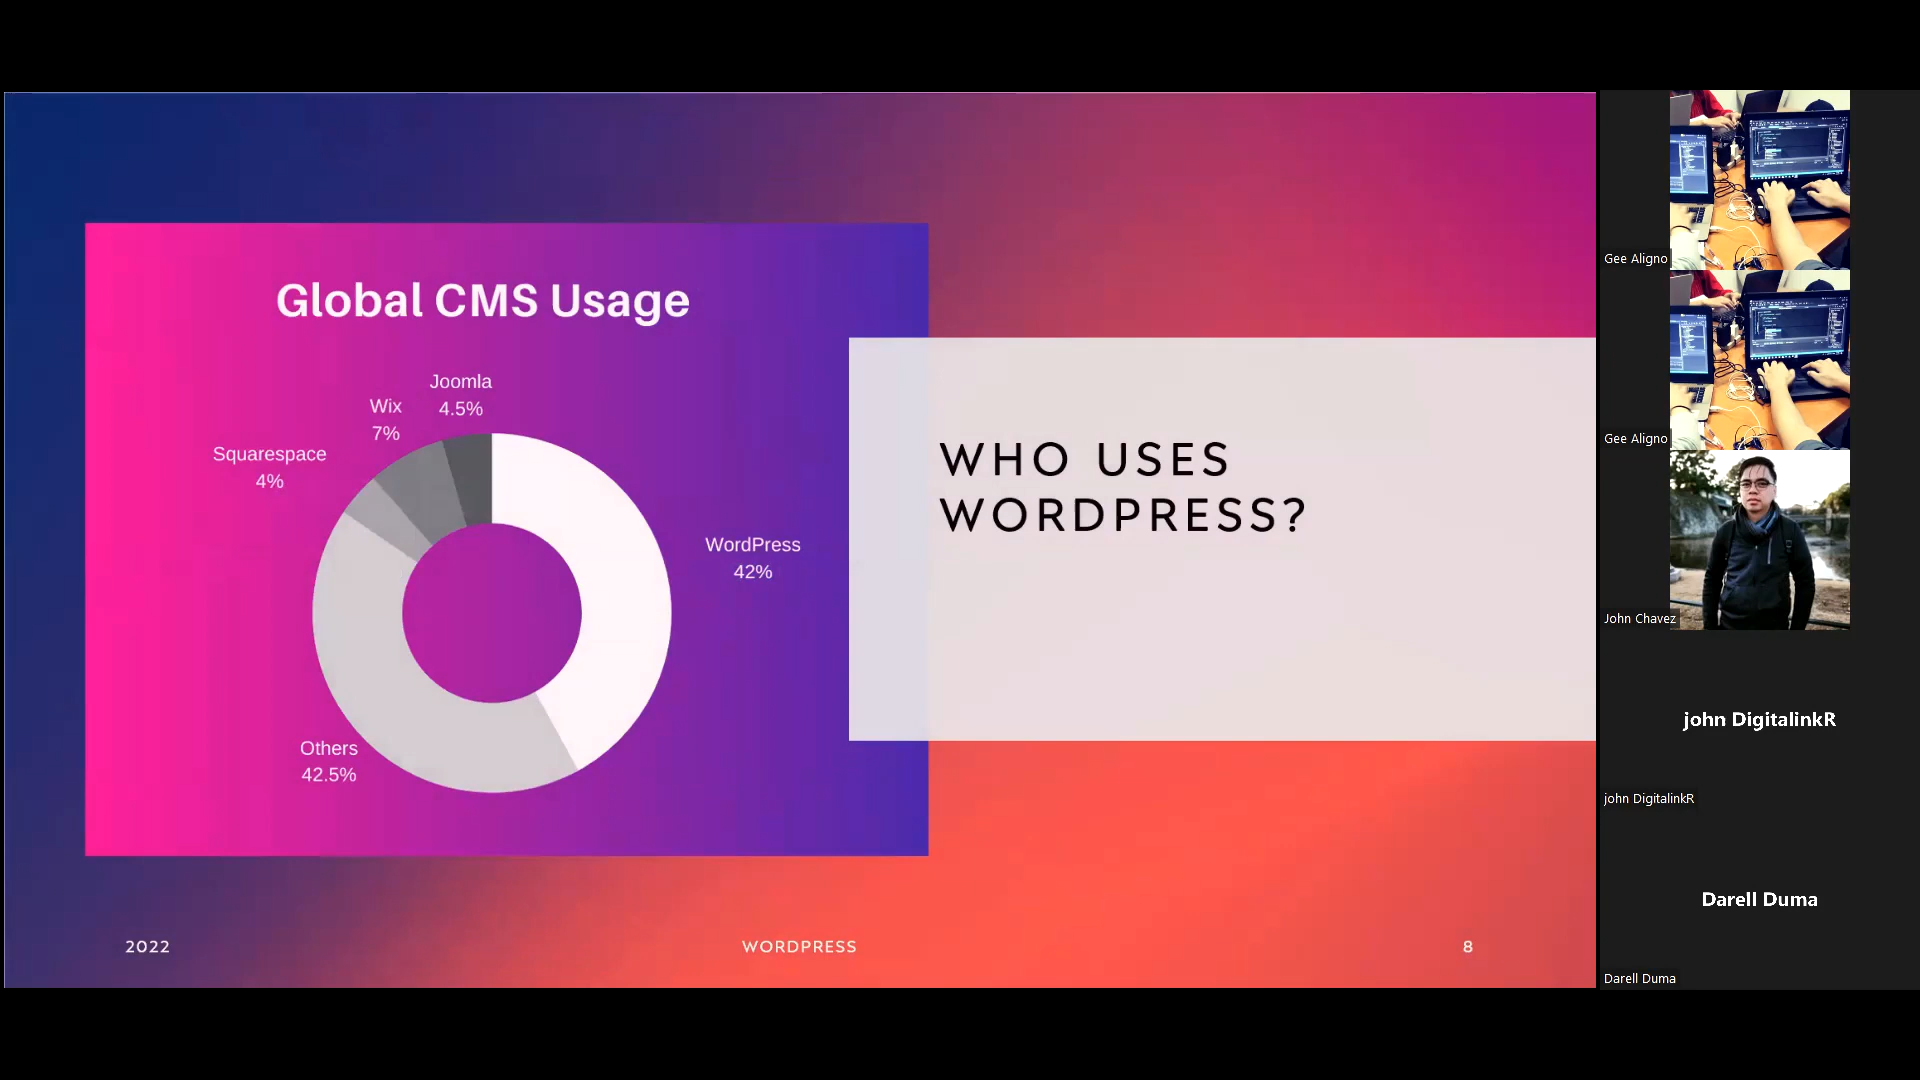 Global CMS Usage
Joomla
4.5%
Wix
7%
Squarespace
4%
WordPress
42%
Others
42.5%
WHO USES
WORDPRESS?
2022
WORDPRESS
8
Gee Aligno
Gee Aligno
John Chavez
john DigitalinkR
john DigitalinkR
Darell Duma
Darell Duma